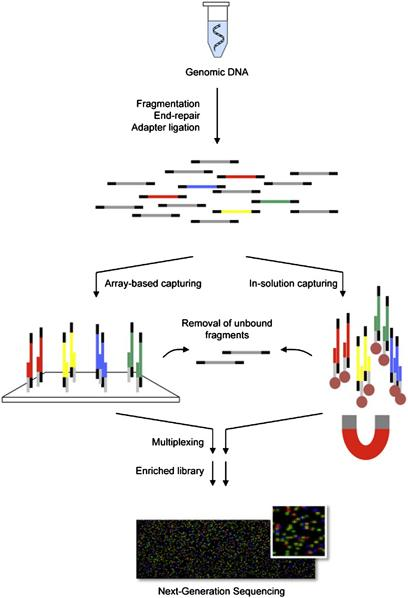 Genomic DNA
Fragmentation
End-repair
Adapter ligation
Array-based capturing
In-solution capturing
Removal of unbound
fragments
Multiplexing
Enriched library
Next-Generation Sequencing